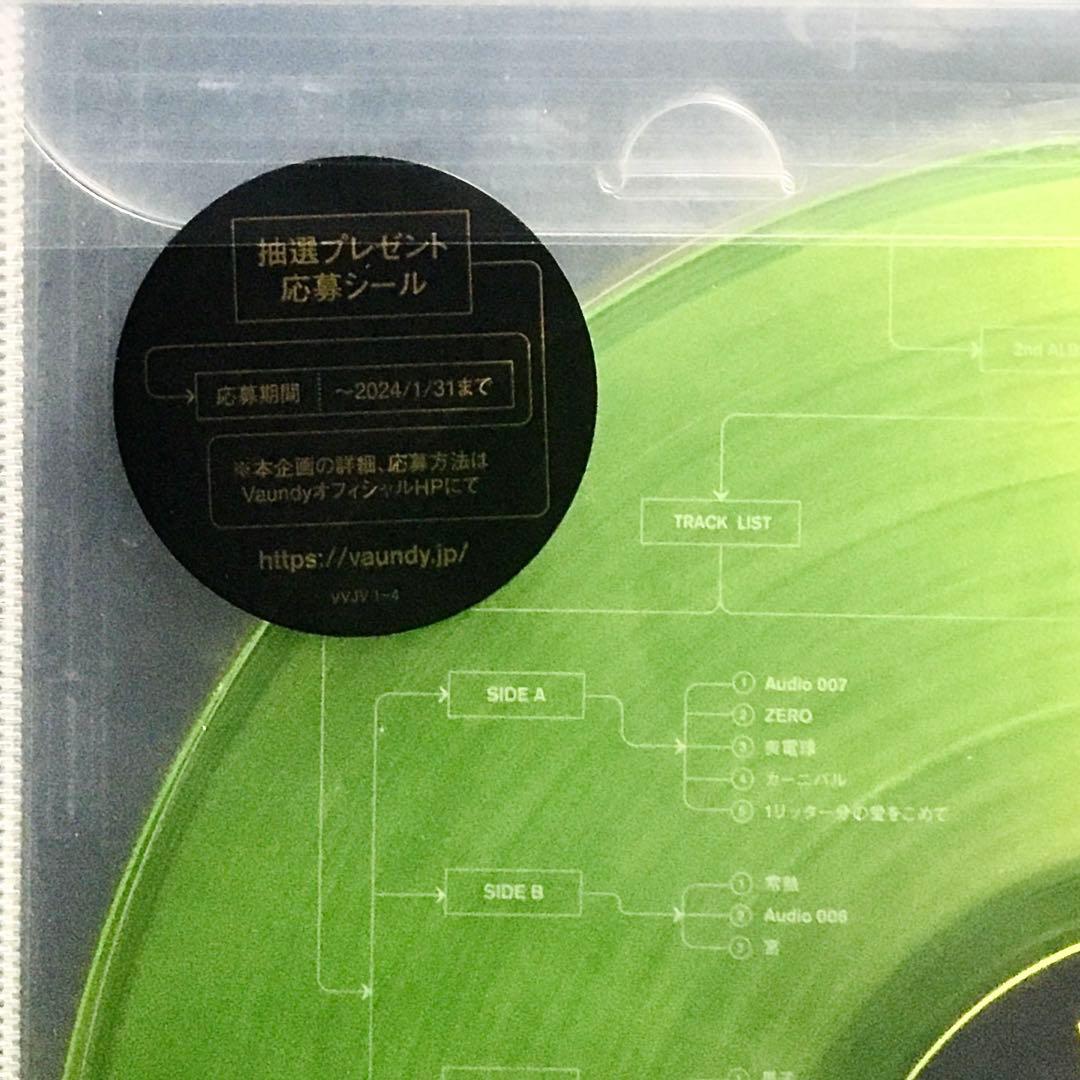 抽選プレゼント
応募シール
応募期間 ～2024/1/31まで
※本企画の詳細、応募方法は
VaundyオフィシャルHPにて
https://vaundy.jp/
VVJV 1-4
2nd ALB
TRACK LIST
SIDE A
① Audio 007
② ZERO
③ 裸電球
④ カーニバル
⑤ 1リッター分の愛をこめて
SIDE B
① 常熱
② Audio 006
③ 宮